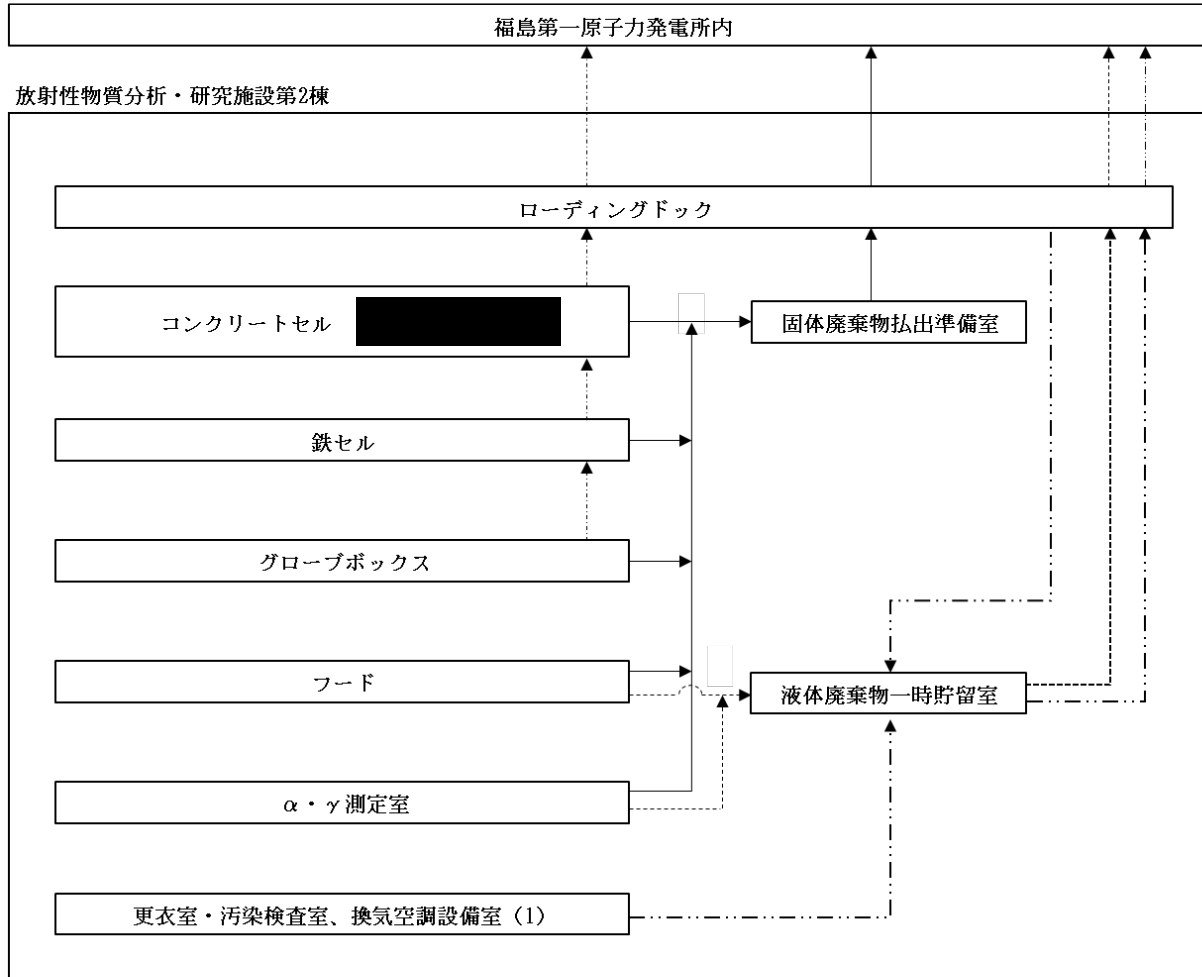 福島第一原子力発電所内
放射性物質分析・研究施設第2棟
ローディングドック
コンクリートセル
固体廃棄物払出準備室
鉄セル
グローブボックス
フード
液体廃棄物一時貯留室
α・γ測定室
更衣室・汚染検査室、換気空調設備室（1）